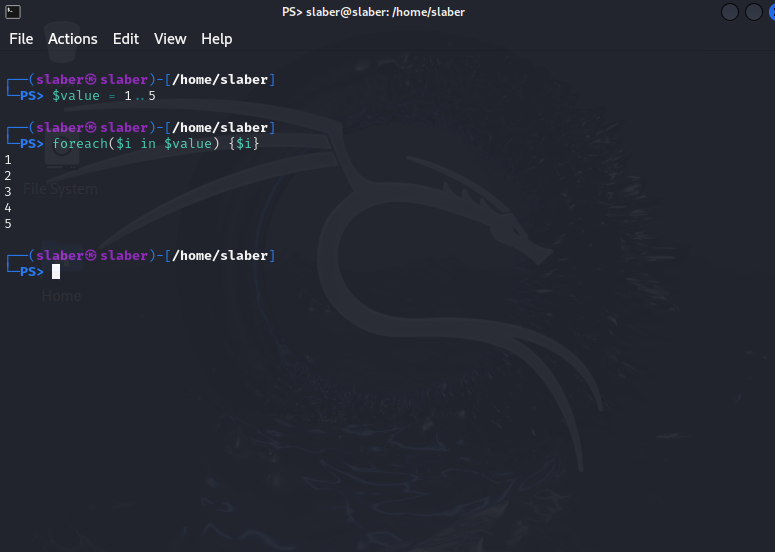 PS> slaber@slaber: /home/slaber
File Actions Edit View Help
┌──(slaber㉿slaber)-[/home/slaber]
└─PS> $value = 1..5
┌──(slaber㉿slaber)-[/home/slaber]
└─PS> foreach($i in $value) {$i}
1
2
3
File System
4
5
┌──(slaber㉿slaber)-[/home/slaber]
└─PS>
Home